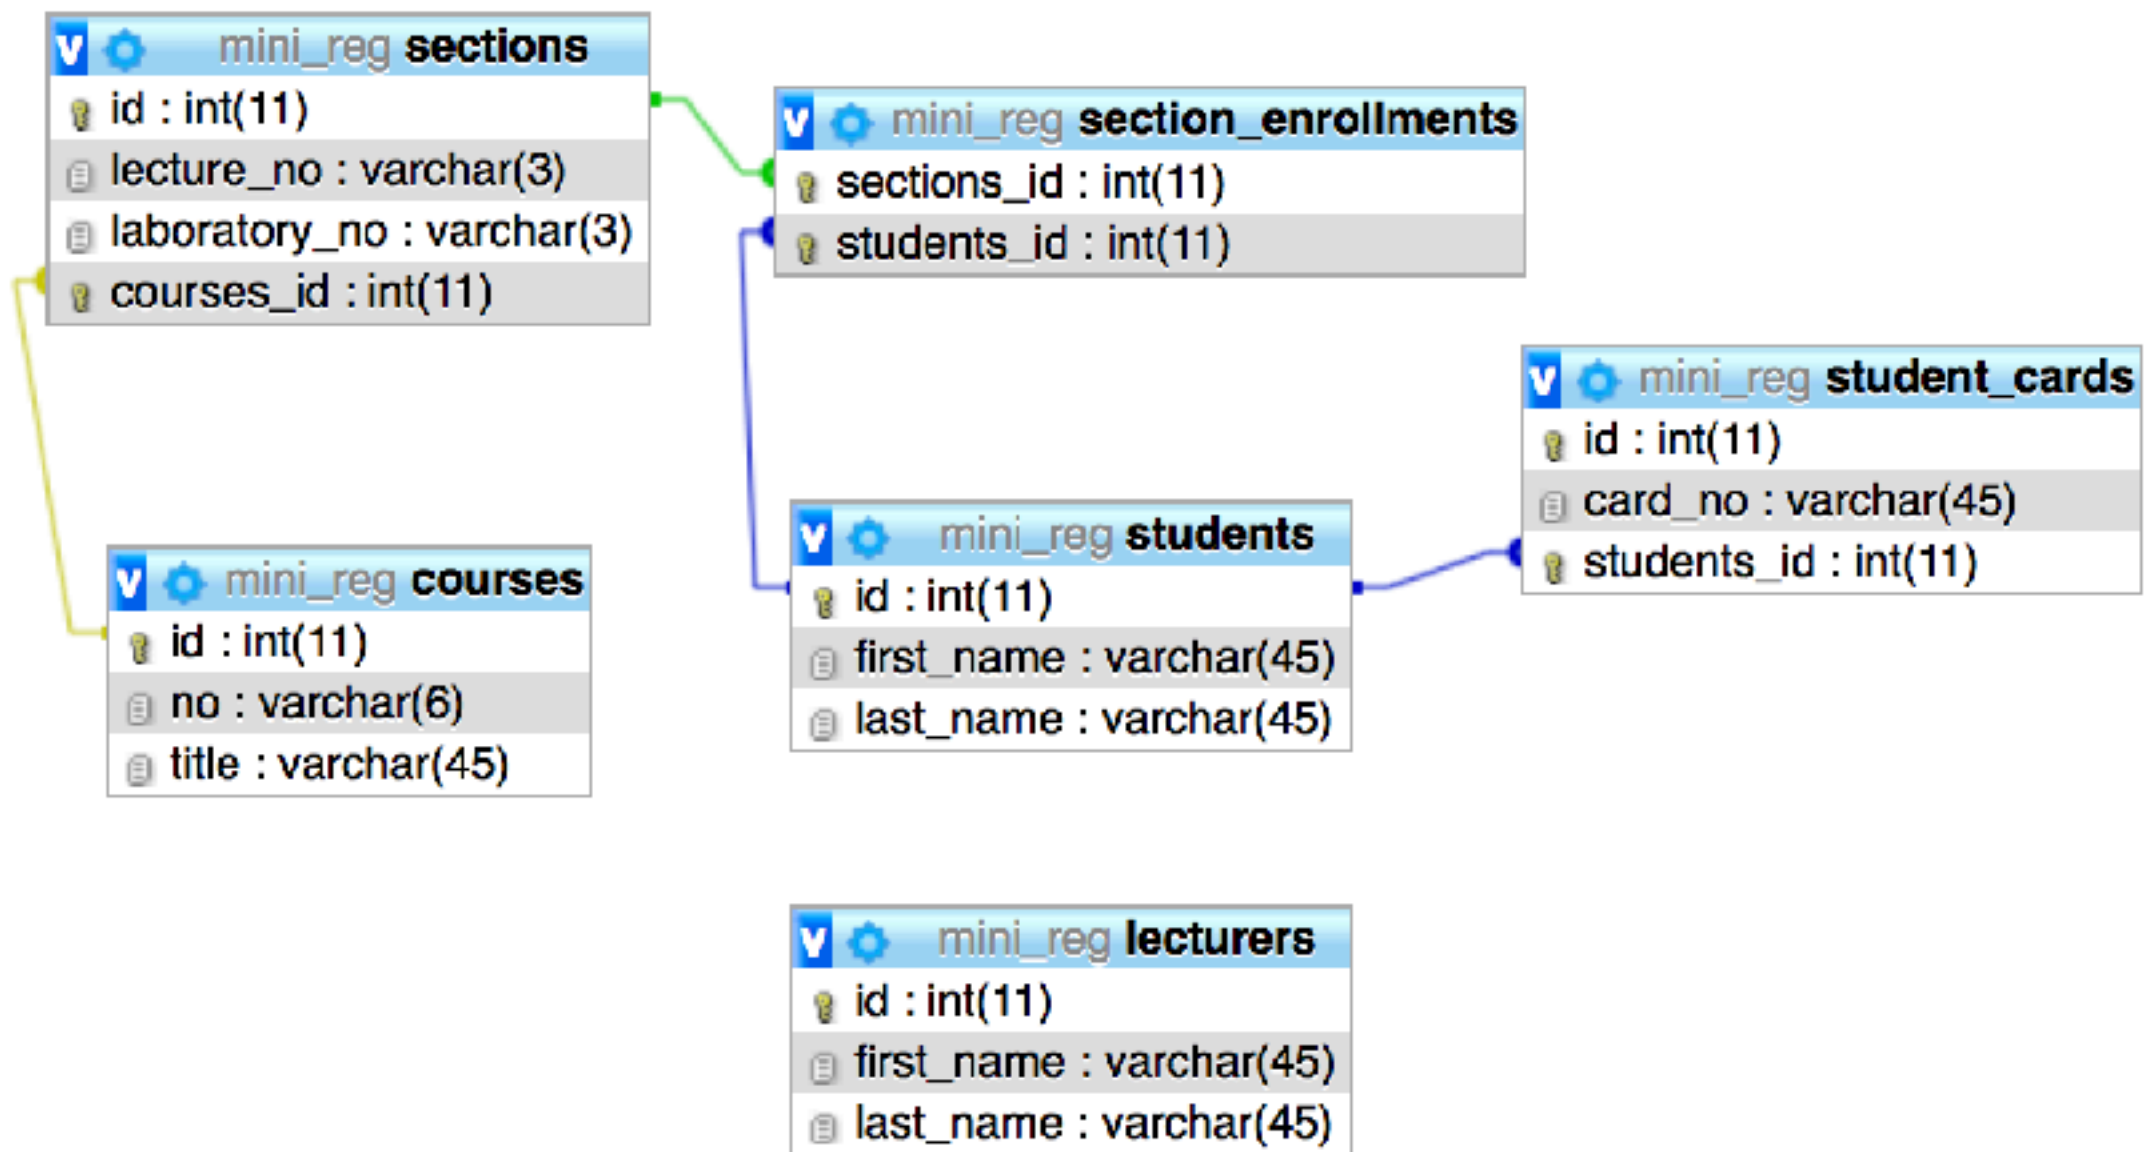 v mini_reg sections
id : int(11)
lecture_no : varchar(3)
laboratory_no : varchar(3)
courses_id : int(11)
v mini_reg section_enrollments
sections_id : int(11)
students_id : int(11)
v mini_reg student_cards
id : int(11)
card_no : varchar(45)
students_id : int(11)
v mini_reg students
id : int(11)
first_name : varchar(45)
last_name : varchar(45)
v mini_reg courses
id : int(11)
no : varchar(6)
title : varchar(45)
v mini_reg lecturers
id : int(11)
first_name : varchar(45)
last_name : varchar(45)